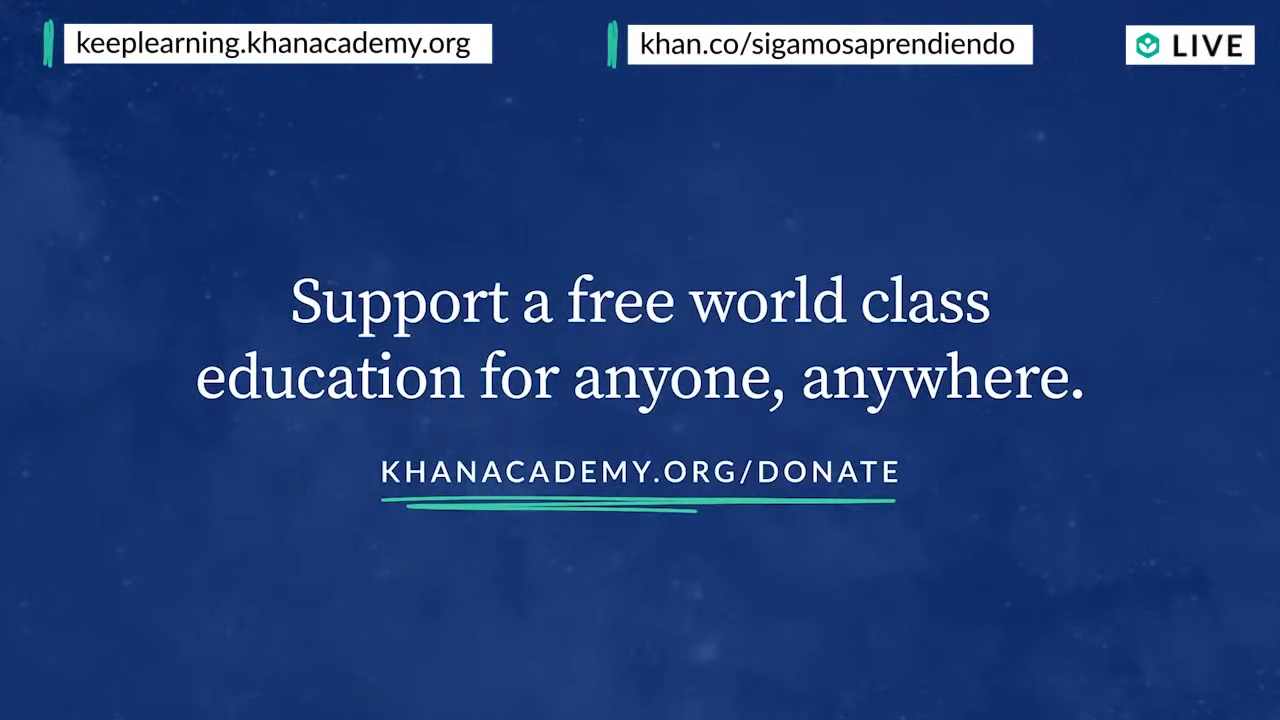 keeplearning.khanacademy.org
khan.co/sigamosaprendiendo
LIVE
Support a free world class
education for anyone, anywhere.
KHANACADEMY.ORG/DONATE